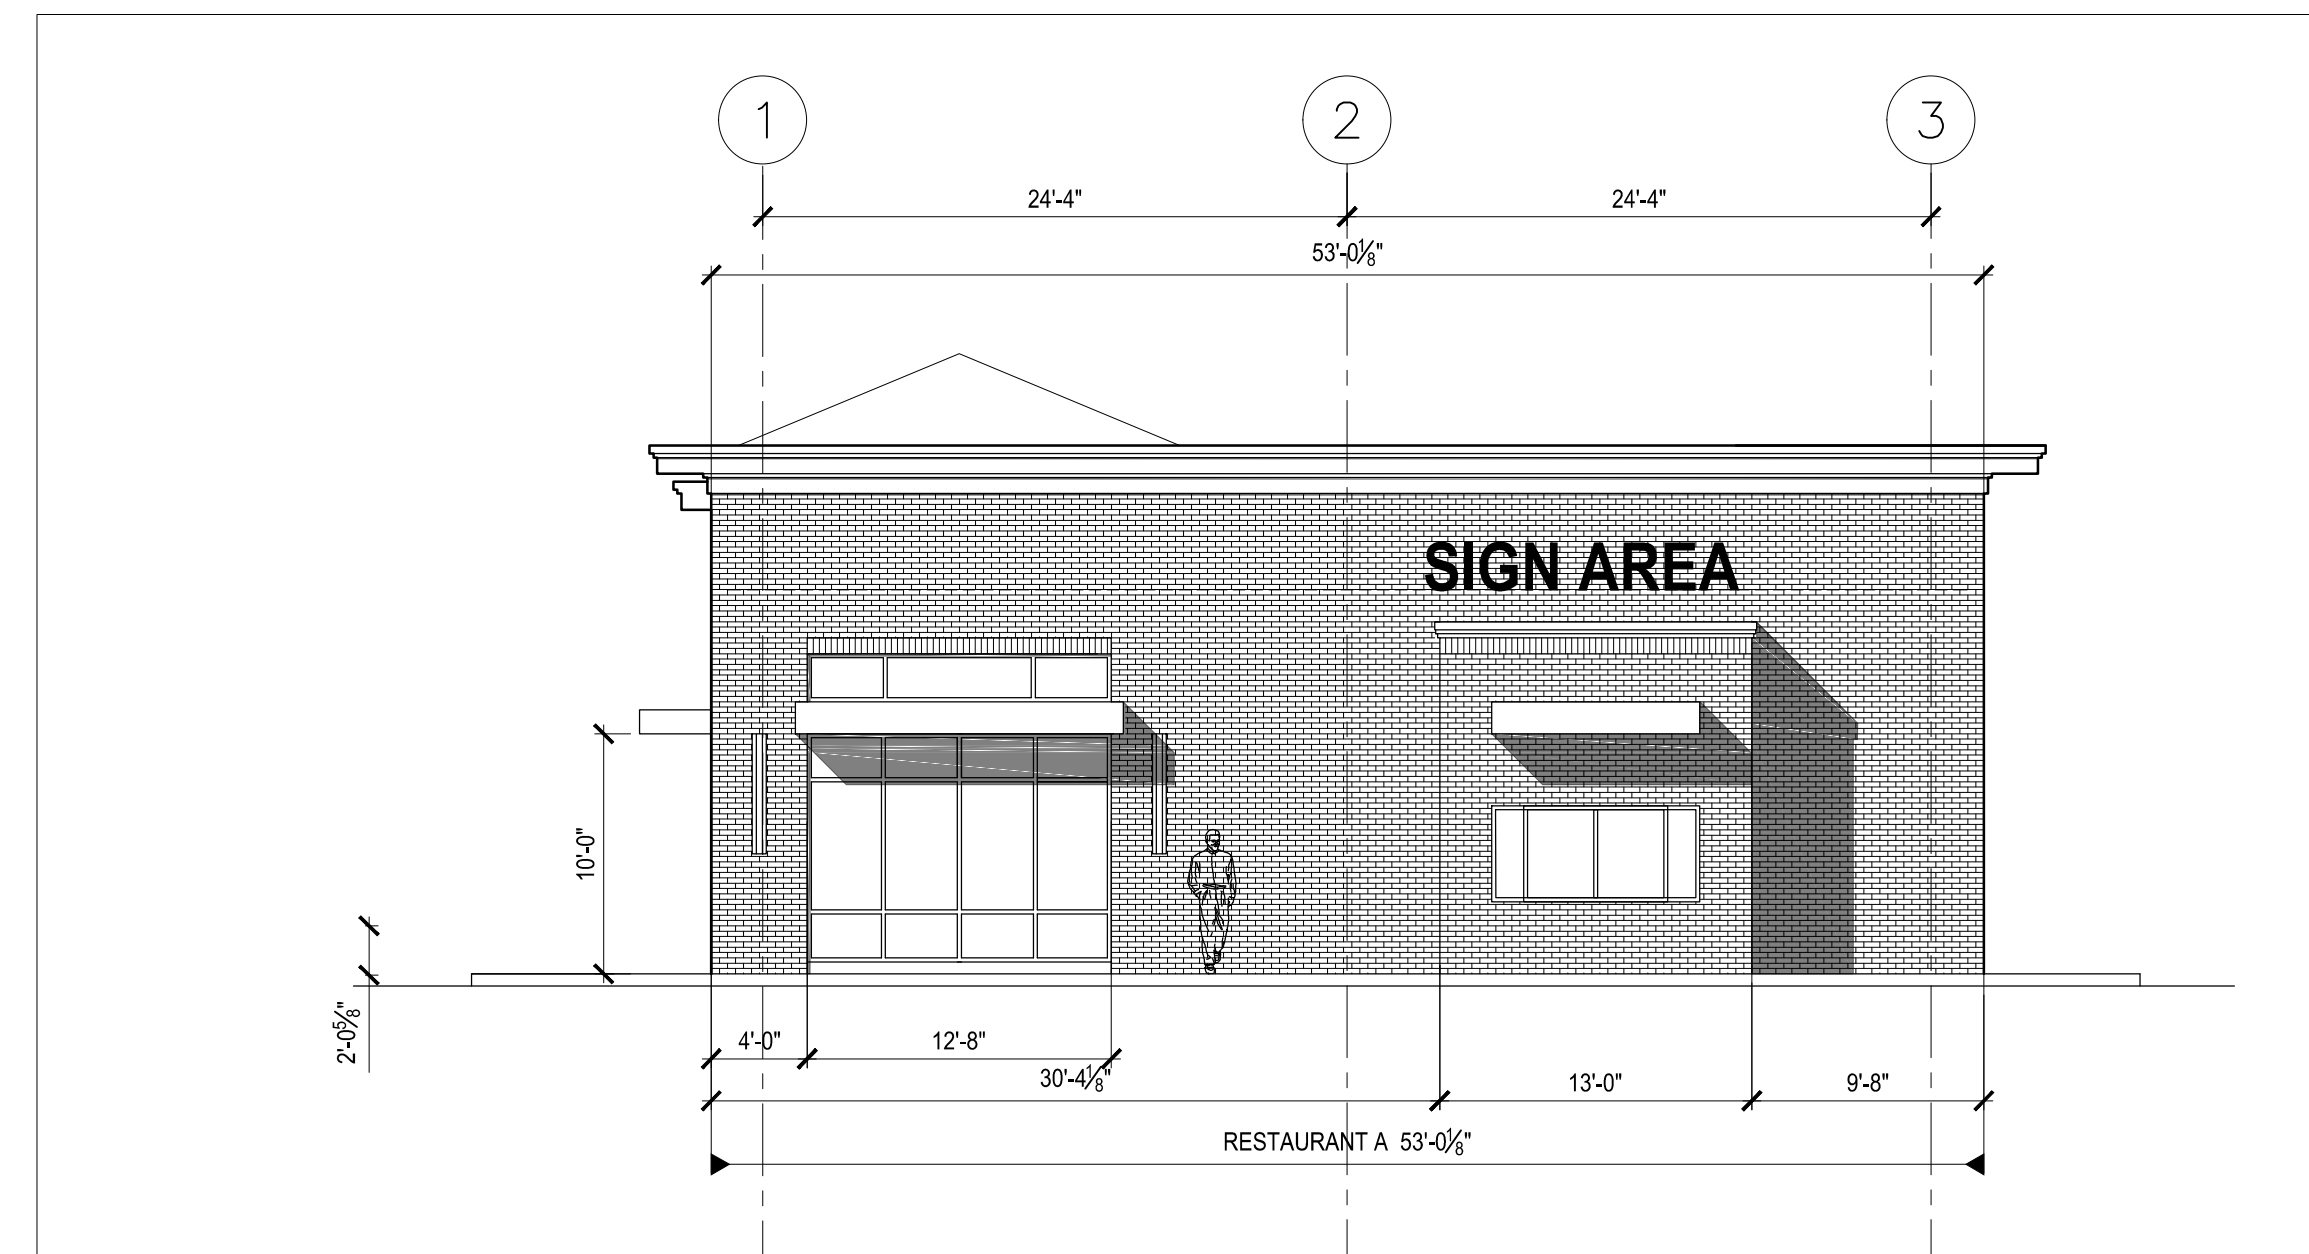 1 2 3
24'-4" 24'-4"
53'-0⅛"
SIGN AREA
10'-0"
2'-0⅝"
4'-0" 12'-8"
30'-4⅛" 13'-0" 9'-8"
RESTAURANT A 53'-0⅛"